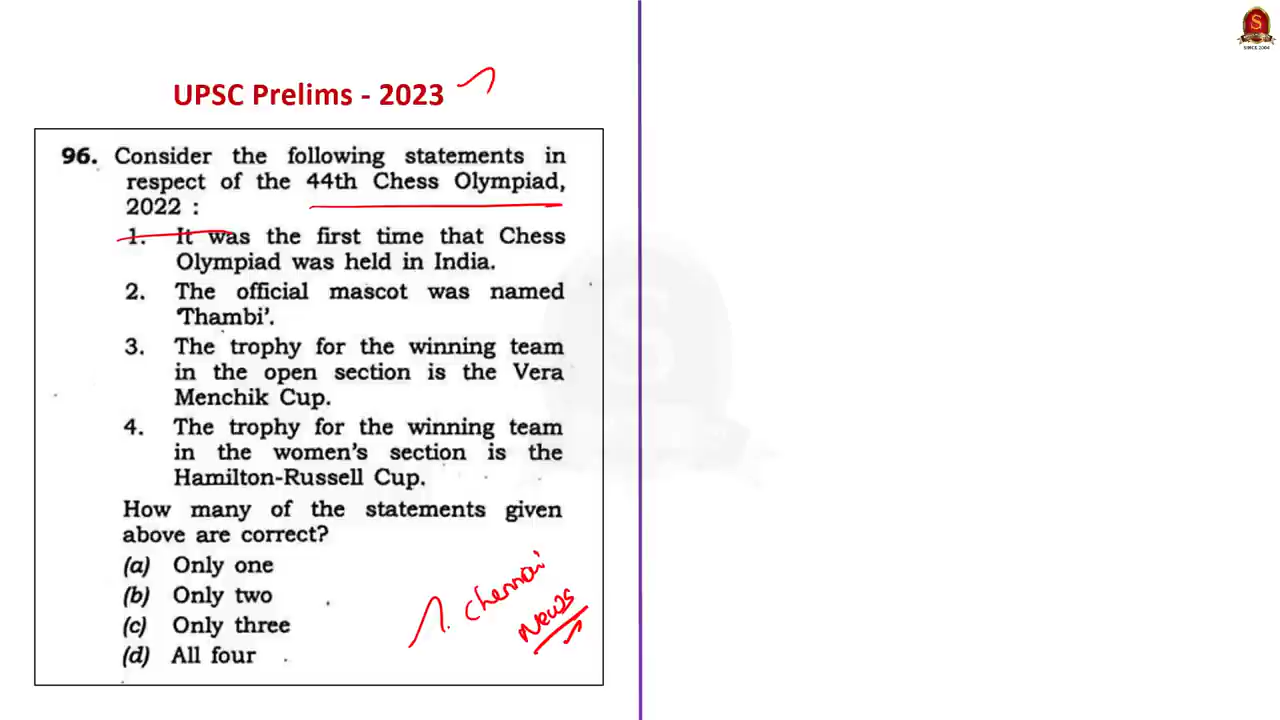 UPSC Prelims - 2023
96. Consider the following statements in
respect of the 44th Chess Olympiad,
2022 :
1. It was the first time that Chess
Olympiad was held in India.
2. The official mascot was named
'Thambi'.
3. The trophy for the winning team
in the open section is the Vera
Menchik Cup.
4. The trophy for the winning team
in the women's section is the
Hamilton-Russell Cup.
How many of the statements given
above are correct?
(a) Only one
(b) Only two
(c) Only three
(d) All four
Chennai
News
S
SINCE 2004